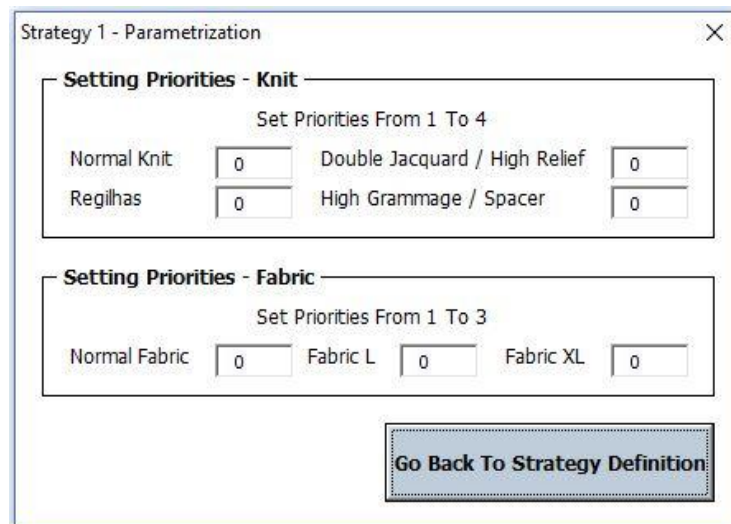 Strategy 1 - Parametrization
Setting Priorities - Knit
Set Priorities From 1 To 4
Normal Knit 0 Double Jacquard / High Relief 0
Regilhas 0 High Grammage / Spacer 0
Setting Priorities - Fabric
Set Priorities From 1 To 3
Normal Fabric 0 Fabric L 0 Fabric XL 0
Go Back To Strategy Definition